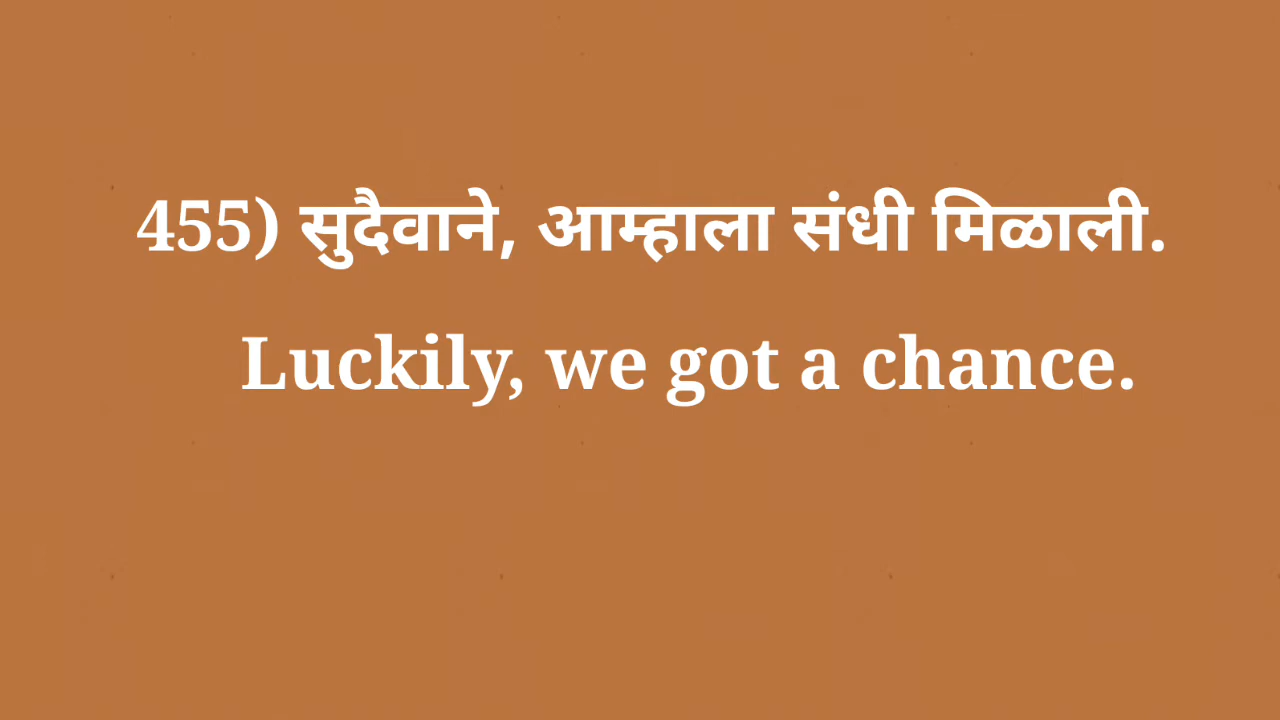 455) सुदैवाने, आम्हाला संधी मिळाली.
Luckily, we got a chance.